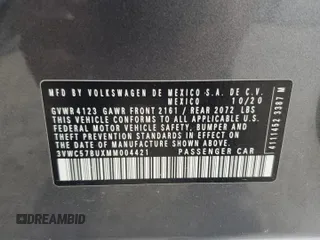 MFD BY VOLKSWAGEN DE MEXICO S.A. DE C.V.
MEXICO 10/20
GVWR 4123 GAWR FRONT 2161 / REAR 2072 LBS
THIS VEHICLE CONFORMS TO ALL APPLICABLE U.S.
FEDERAL MOTOR VEHICLE SAFETY, BUMPER AND
THEFT PREVENTION STANDARDS IN EFFECT ON THE
DATE OF MANUFACTURE SHOWN ABOVE.
3VWC57BUXMM004421 PASSENGER CAR
4111452 3387 M
DREAMBID